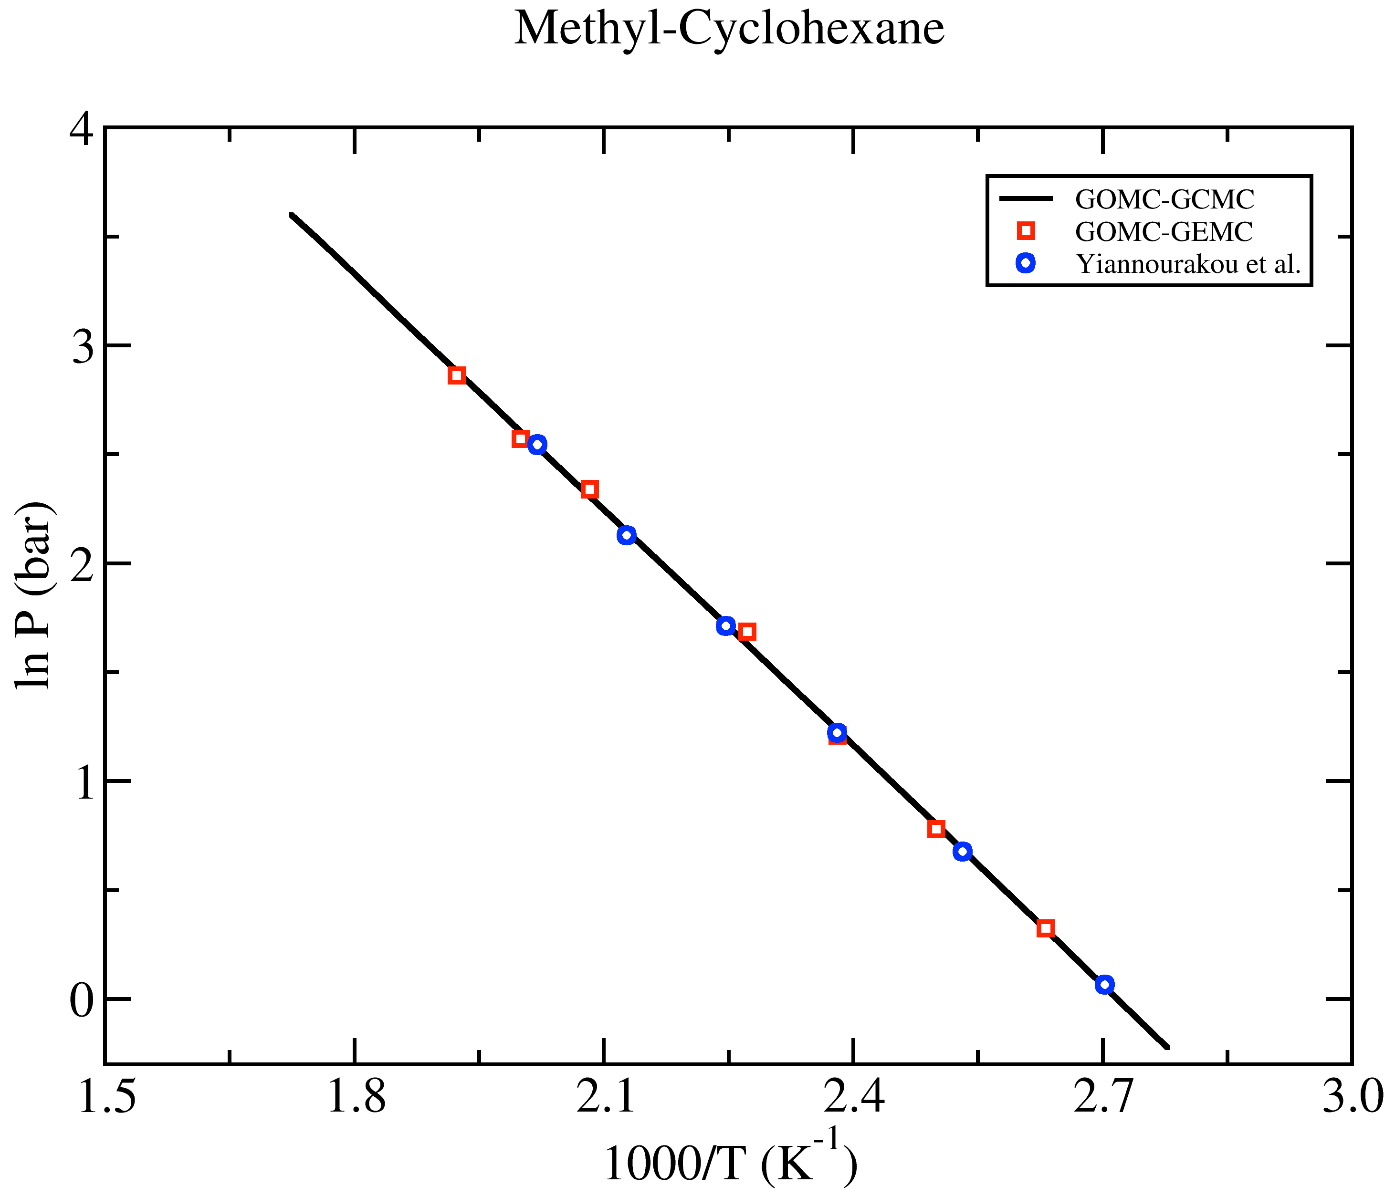 Methyl-Cyclohexane
4
3
2
1
0
ln P (bar)
GOMC-GCMC
GOMC-GEMC
Yiannourakou et al.
1.5 1.8 2.1 2.4 2.7 3.0
1000/T (K⁻¹)